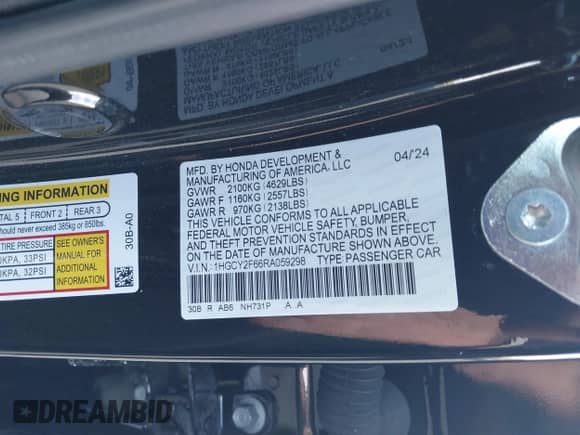 MFD. BY HONDA DEVELOPMENT & 04/24
MANUFACTURING OF AMERICA, LLC
GVWR 2100KG (4629LBS)
GAWR F 1160KG (2557LBS)
GAWR R 970KG (2138LBS)
THIS VEHICLE CONFORMS TO ALL APPLICABLE
FEDERAL MOTOR VEHICLE SAFETY, BUMPER,
AND THEFT PREVENTION STANDARDS IN EFFECT
ON THE DATE OF MANUFACTURE SHOWN ABOVE.
V.I.N.: 1HGCY2F66RA059298 TYPE PASSENGER CAR
30B R AB6 NH731P A A
ING INFORMATION
TAL 5 FRONT 2 REAR 3
should never exceed 385kg or 850lbs.
TIRE PRESSURE
KPA, 33PSI
KPA, 32PSI
SEE OWNER'S
MANUAL FOR
ADDITIONAL
INFORMATION
30B-A0
DREAMBID